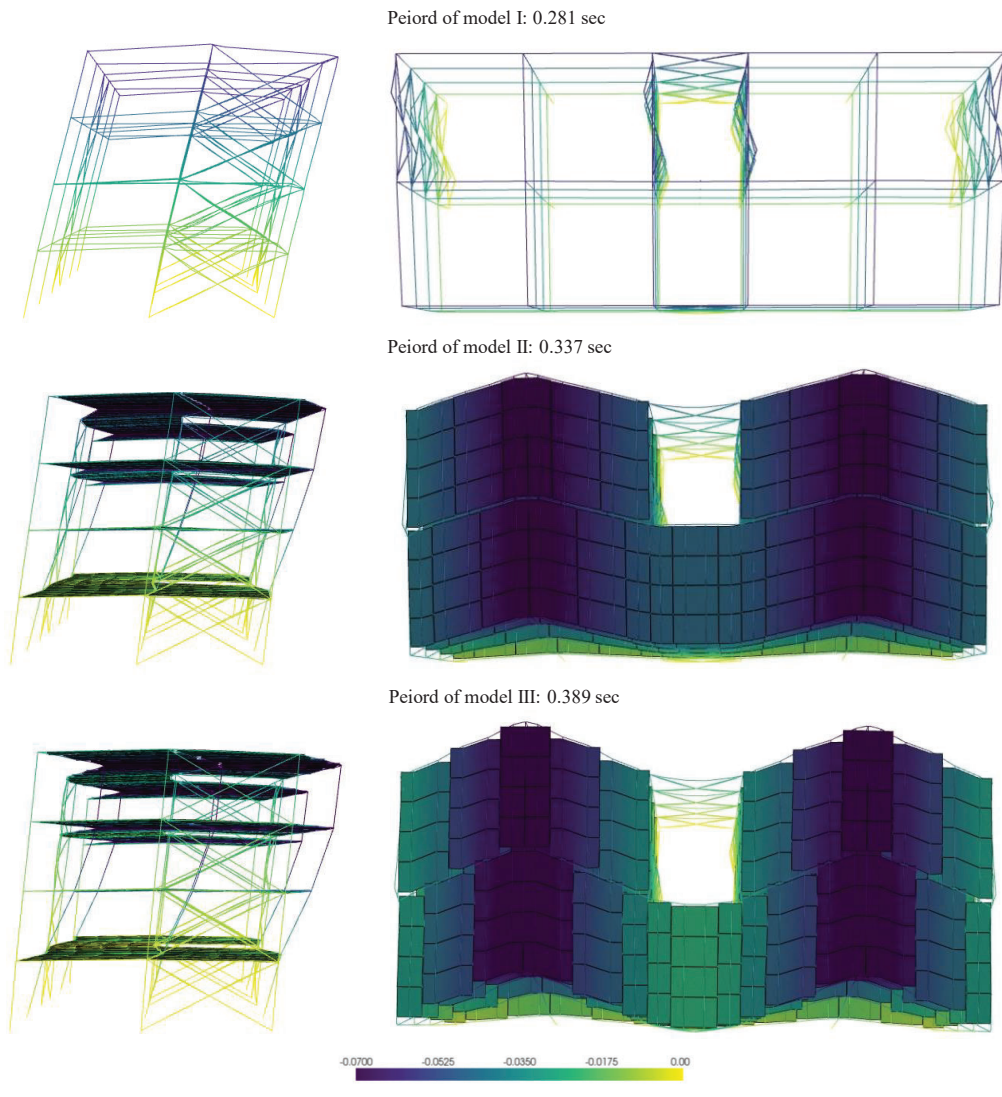 Peiord of model I: 0.281 sec
Peiord of model II: 0.337 sec
Peiord of model III: 0.389 sec
-0.0700 -0.0525 -0.0350 -0.0175 0.00